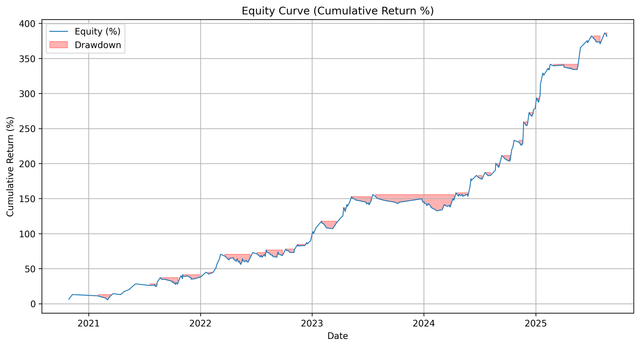 Equity Curve (Cumulative Return %)
Equity (%)
Drawdown
Cumulative Return (%)
400
350
300
250
200
150
100
50
0
2021 2022 2023 2024 2025
Date